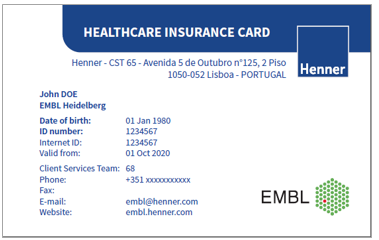 HEALTHCARE INSURANCE CARD
Henner
Henner - CST 65 - Avenida 5 de Outubro n°125, 2 Piso
1050-052 Lisboa - PORTUGAL
John DOE
EMBL Heidelberg
Date of birth: 01 Jan 1980
ID number: 1234567
Internet ID: 1234567
Valid from: 01 Oct 2020
Client Services Team: 68
Phone: +351 xxxxxxxxxxx
Fax:
E-mail: embl@henner.com
Website: embl.henner.com
EMBL